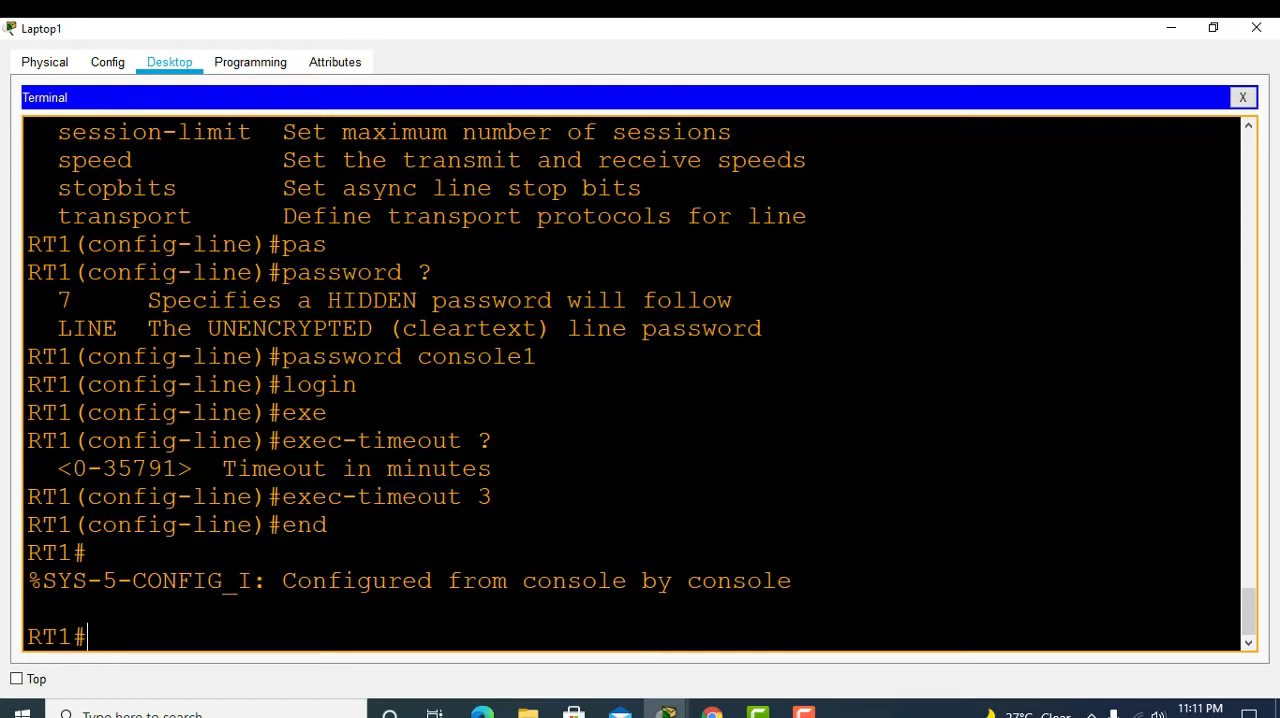 Laptop1
Physical Config Desktop Programming Attributes
Terminal X
session-limit Set maximum number of sessions
speed Set the transmit and receive speeds
stopbits Set async line stop bits
transport Define transport protocols for line
RT1(config-line)#pas
RT1(config-line)#password ?
7 Specifies a HIDDEN password will follow
LINE The UNENCRYPTED (cleartext) line password
RT1(config-line)#password console1
RT1(config-line)#login
RT1(config-line)#exe
RT1(config-line)#exec-timeout ?
<0-35791> Timeout in minutes
RT1(config-line)#exec-timeout 3
RT1(config-line)#end
RT1#
%SYS-5-CONFIG_I: Configured from console by console
RT1#
Top
Type here to search
27°C Clear
11:11 PM